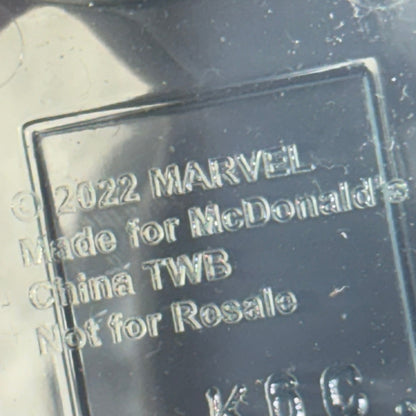 © 2022 MARVEL
Made for McDonald's
China TWB
Not for Resale